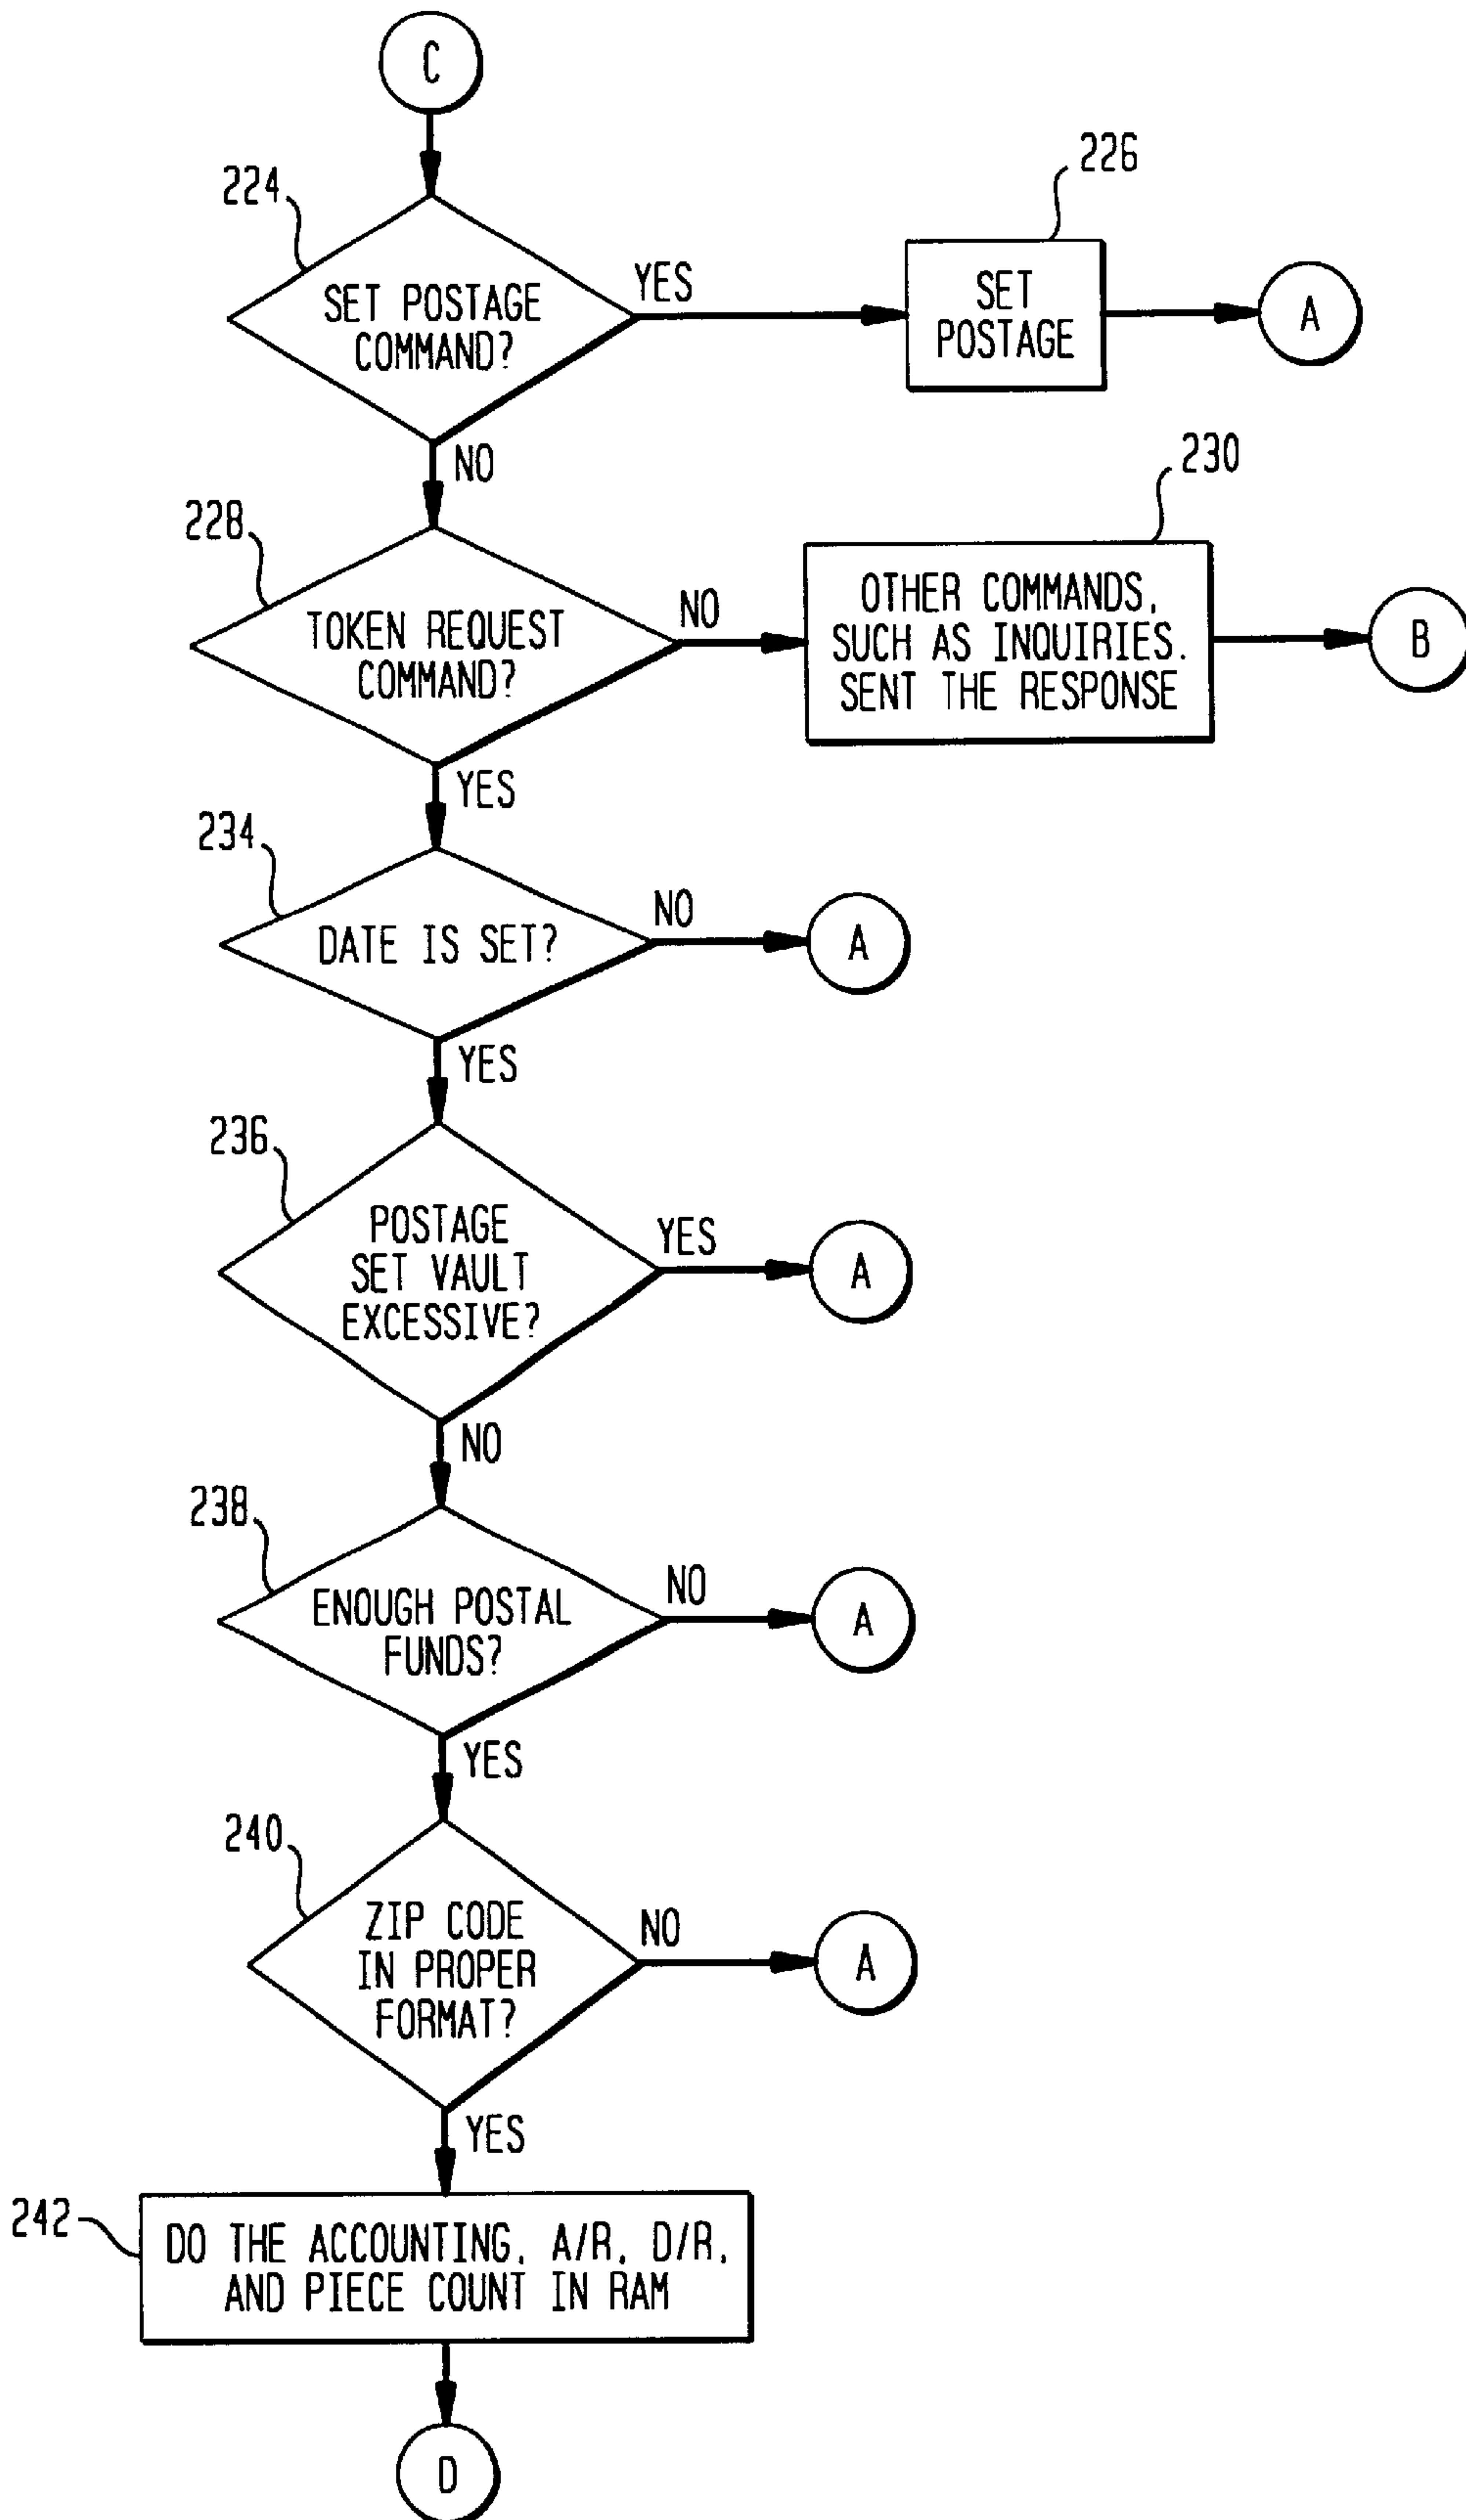 C
224
SET POSTAGE
COMMAND?
YES
226
SET
POSTAGE
A
NO
228
TOKEN REQUEST
COMMAND?
NO
230
OTHER COMMANDS,
SUCH AS INQUIRIES.
SENT THE RESPONSE
B
YES
234
DATE IS SET?
NO
A
YES
236
POSTAGE
SET VAULT
EXCESSIVE?
YES
A
NO
238
ENOUGH POSTAL
FUNDS?
NO
A
YES
240
ZIP CODE
IN PROPER
FORMAT?
NO
A
YES
242
DO THE ACCOUNTING, A/R, D/R,
AND PIECE COUNT IN RAM
D